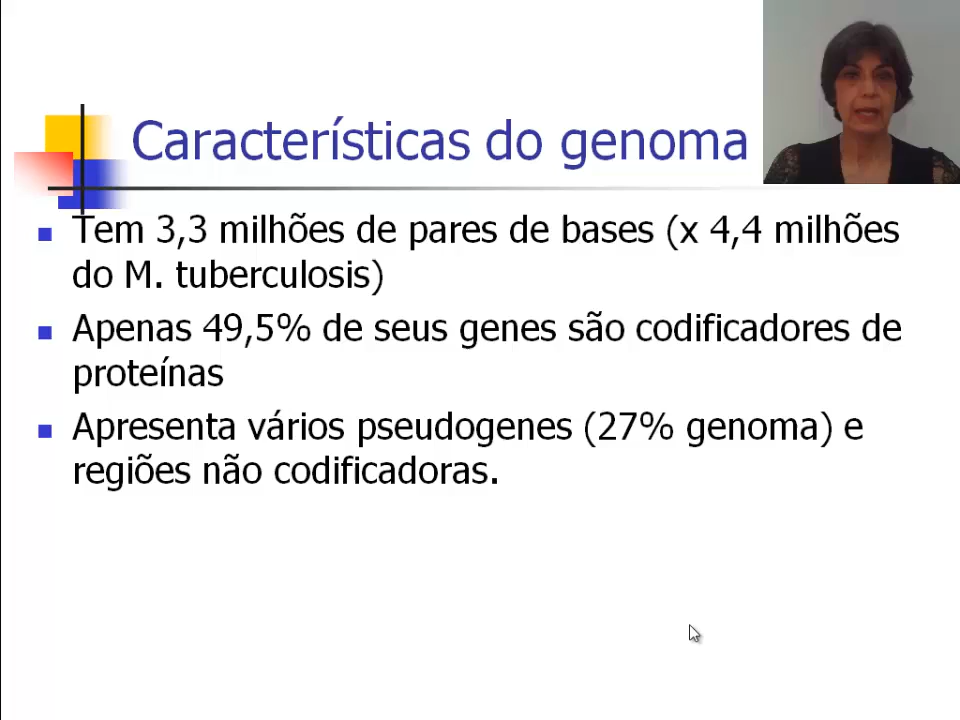 Características do genoma
Tem 3,3 milhões de pares de bases (x 4,4 milhões
do M. tuberculosis)
Apenas 49,5% de seus genes são codificadores de
proteínas
Apresenta vários pseudogenes (27% genoma) e
regiões não codificadoras.